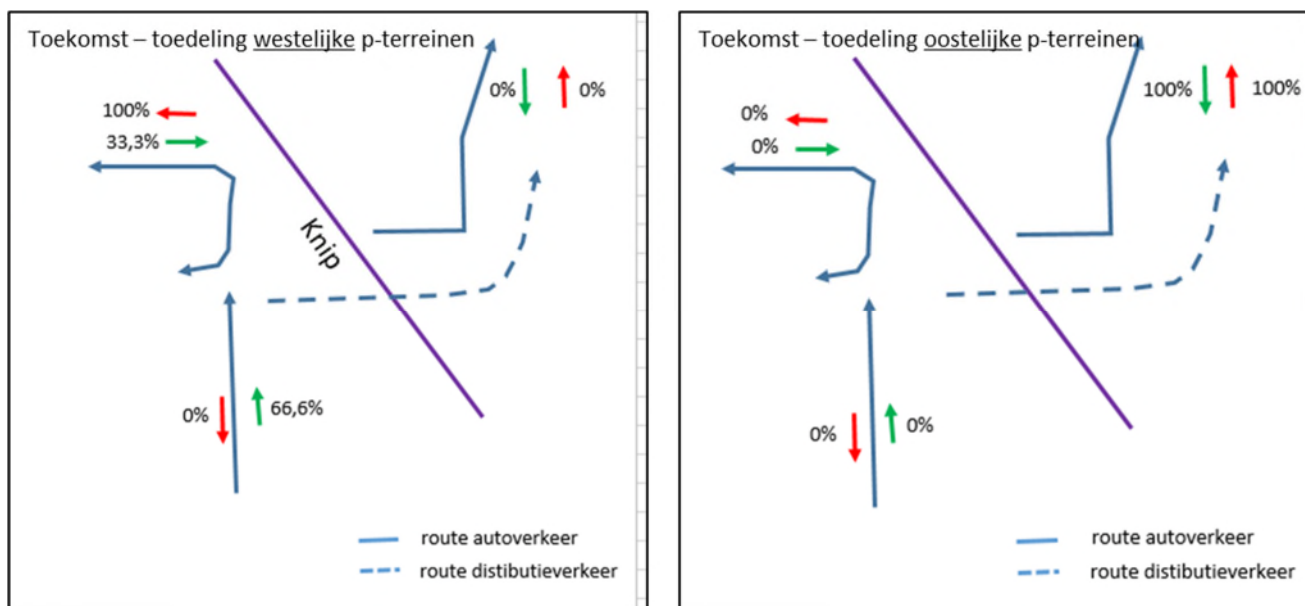 Toekomst – toedeling westelijke p-terreinen
0%
0%
100%
33,3%
Knip
0%
66,6%
route autoverkeer
route distibutieverkeer
Toekomst – toedeling oostelijke p-terreinen
100%
100%
0%
0%
0%
0%
route autoverkeer
route distributieverkeer